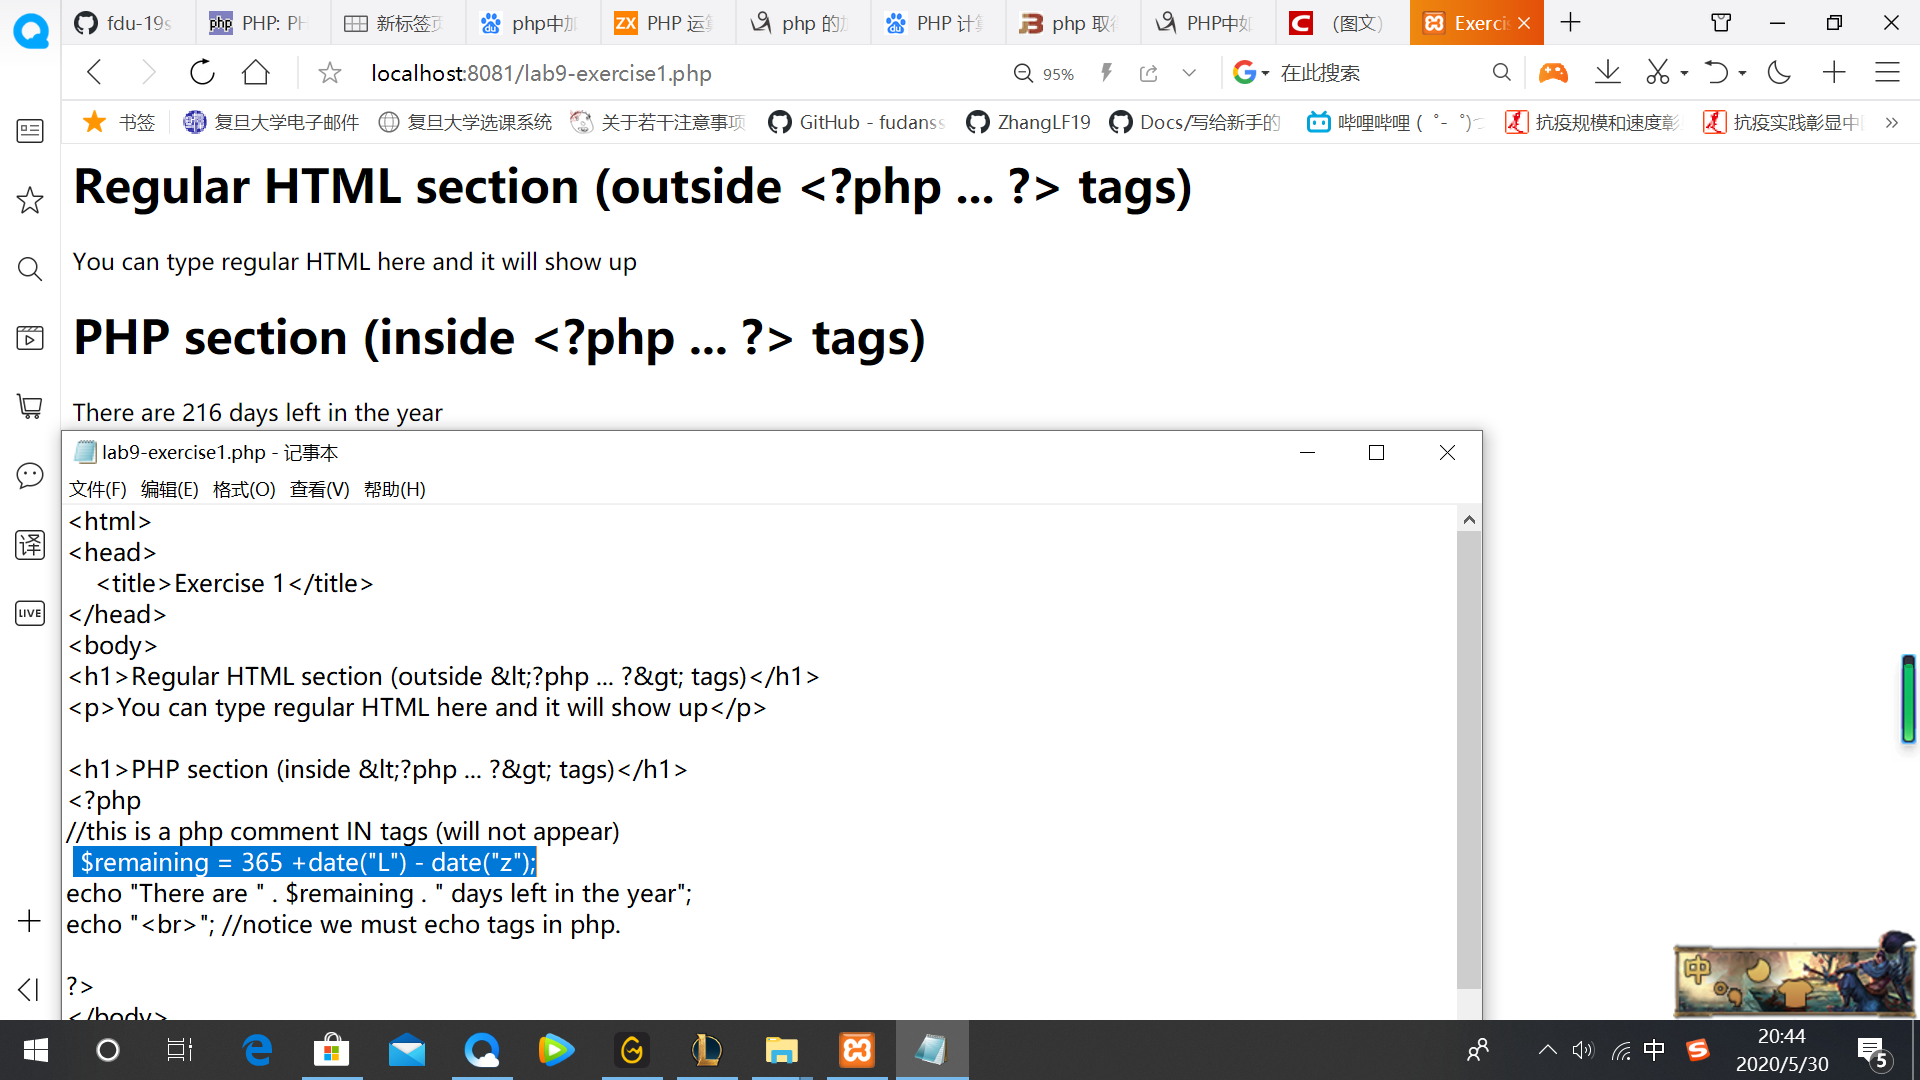 fdu-19s
php PHP: PH
新标签页
php中加
ZX PHP 运算
php 的加
PHP 计算
php 取
PHP中如
(图文)
Exerci
localhost:8081/lab9-exercise1.php
95%
在此搜索
书签
复旦大学电子邮件
复旦大学选课系统
关于若干注意事项
GitHub - fudanss
ZhangLF19
Docs/写给新手的
哔哩哔哩 ( ゜- ゜)つ
抗疫规模和速度彰
抗疫实践彰显中
Regular HTML section (outside <?php ... ?> tags)
You can type regular HTML here and it will show up
PHP section (inside <?php ... ?> tags)
There are 216 days left in the year
译
LIVE
lab9-exercise1.php - 记事本
文件(F) 编辑(E) 格式(O) 查看(V) 帮助(H)
<html>
<head>
    <title>Exercise 1</title>
</head>
<body>
<h1>Regular HTML section (outside &lt;?php ... ?&gt; tags)</h1>
<p>You can type regular HTML here and it will show up</p>
<h1>PHP section (inside &lt;?php ... ?&gt; tags)</h1>
<?php
//this is a php comment IN tags (will not appear)
$remaining = 365 +date("L") - date("z");
echo "There are " . $remaining . " days left in the year";
echo "<br>"; //notice we must echo tags in php.
?>
</body>
中
中
20:44
2020/5/30
5